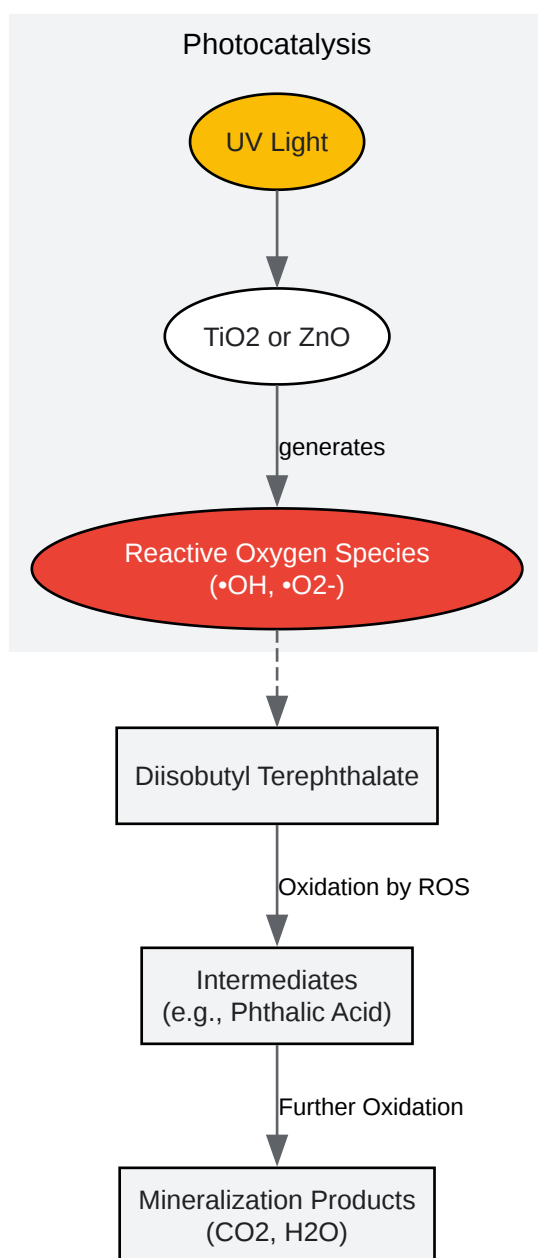 Photocatalysis
UV Light
TiO2 or ZnO
generates
Reactive Oxygen Species
(•OH, •O2-)
Diisobutyl Terephthalate
Oxidation by ROS
Intermediates
(e.g., Phthalic Acid)
Further Oxidation
Mineralization Products
(CO2, H2O)